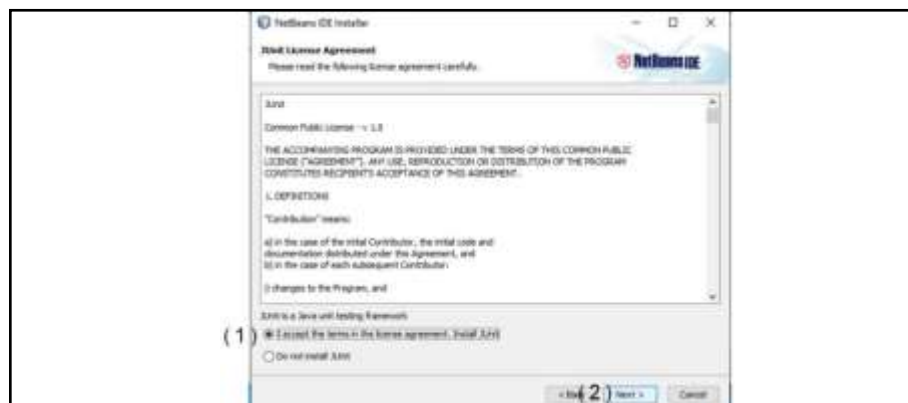 NetBeans IDE Installer
JUnit License Agreement
Please read the following license agreement carefully.
NetBeans IDE
JUnit
Common Public License - v 1.0
THE ACCOMPANYING PROGRAM IS PROVIDED UNDER THE TERMS OF THIS COMMON PUBLIC
LICENSE ("AGREEMENT"). ANY USE, REPRODUCTION OR DISTRIBUTION OF THE PROGRAM
CONSTITUTES RECIPIENT'S ACCEPTANCE OF THIS AGREEMENT.
1. DEFINITIONS
"Contribution" means:
a) in the case of the initial Contributor, the initial code and
documentation distributed under this Agreement, and
b) in the case of each subsequent Contributor:
i) changes to the Program, and
JUnit is a Java unit testing framework
(1) I accept the terms in the license agreement. Install JUnit
Do not install JUnit
(2) Next > Cancel